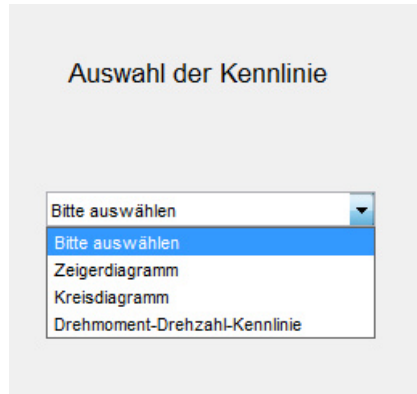 Auswahl der Kennlinie
Bitte auswählen
Bitte auswählen
Zeigerdiagramm
Kreisdiagramm
Drehmoment-Drehzahl-Kennlinie